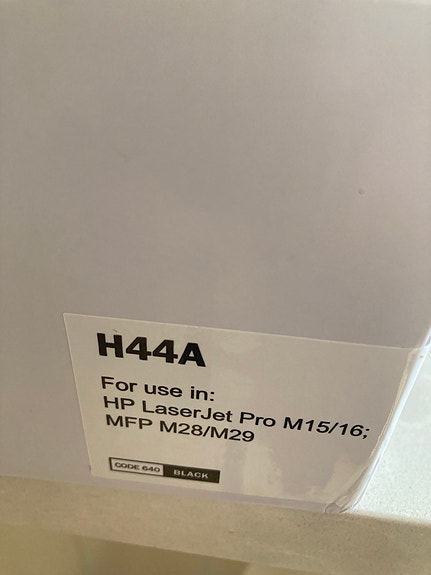 H44A
For use in:
HP LaserJet Pro M15/16;
MFP M28/M29
CODE 640 BLACK